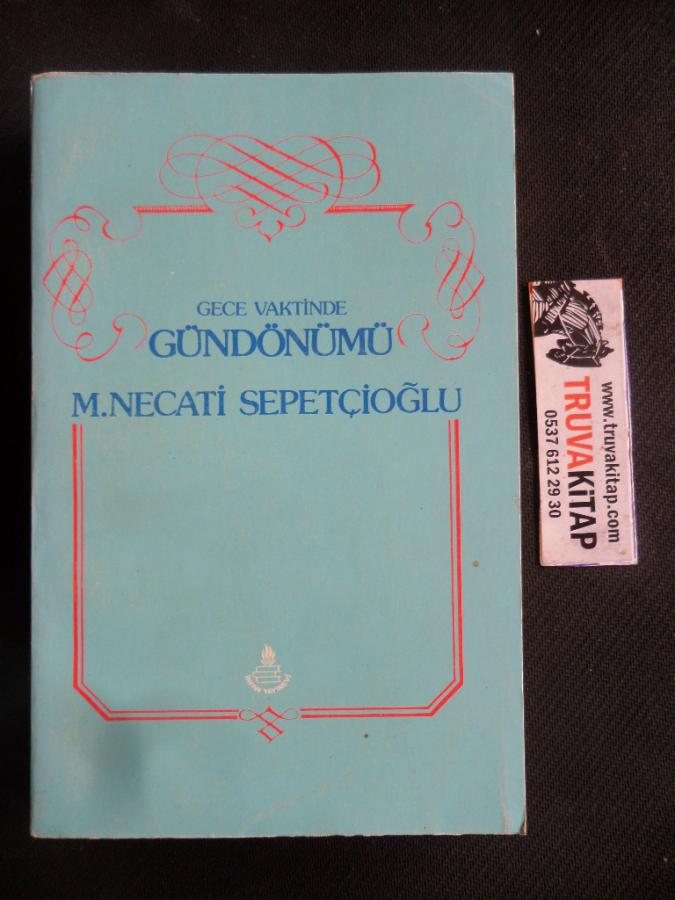 GECE VAKTİNDE
GÜNDÖNÜMÜ
M.NECATİ SEPETÇİOĞLU
www.truvakitap.com
TRUVAKİTAP
0537 612 29 30